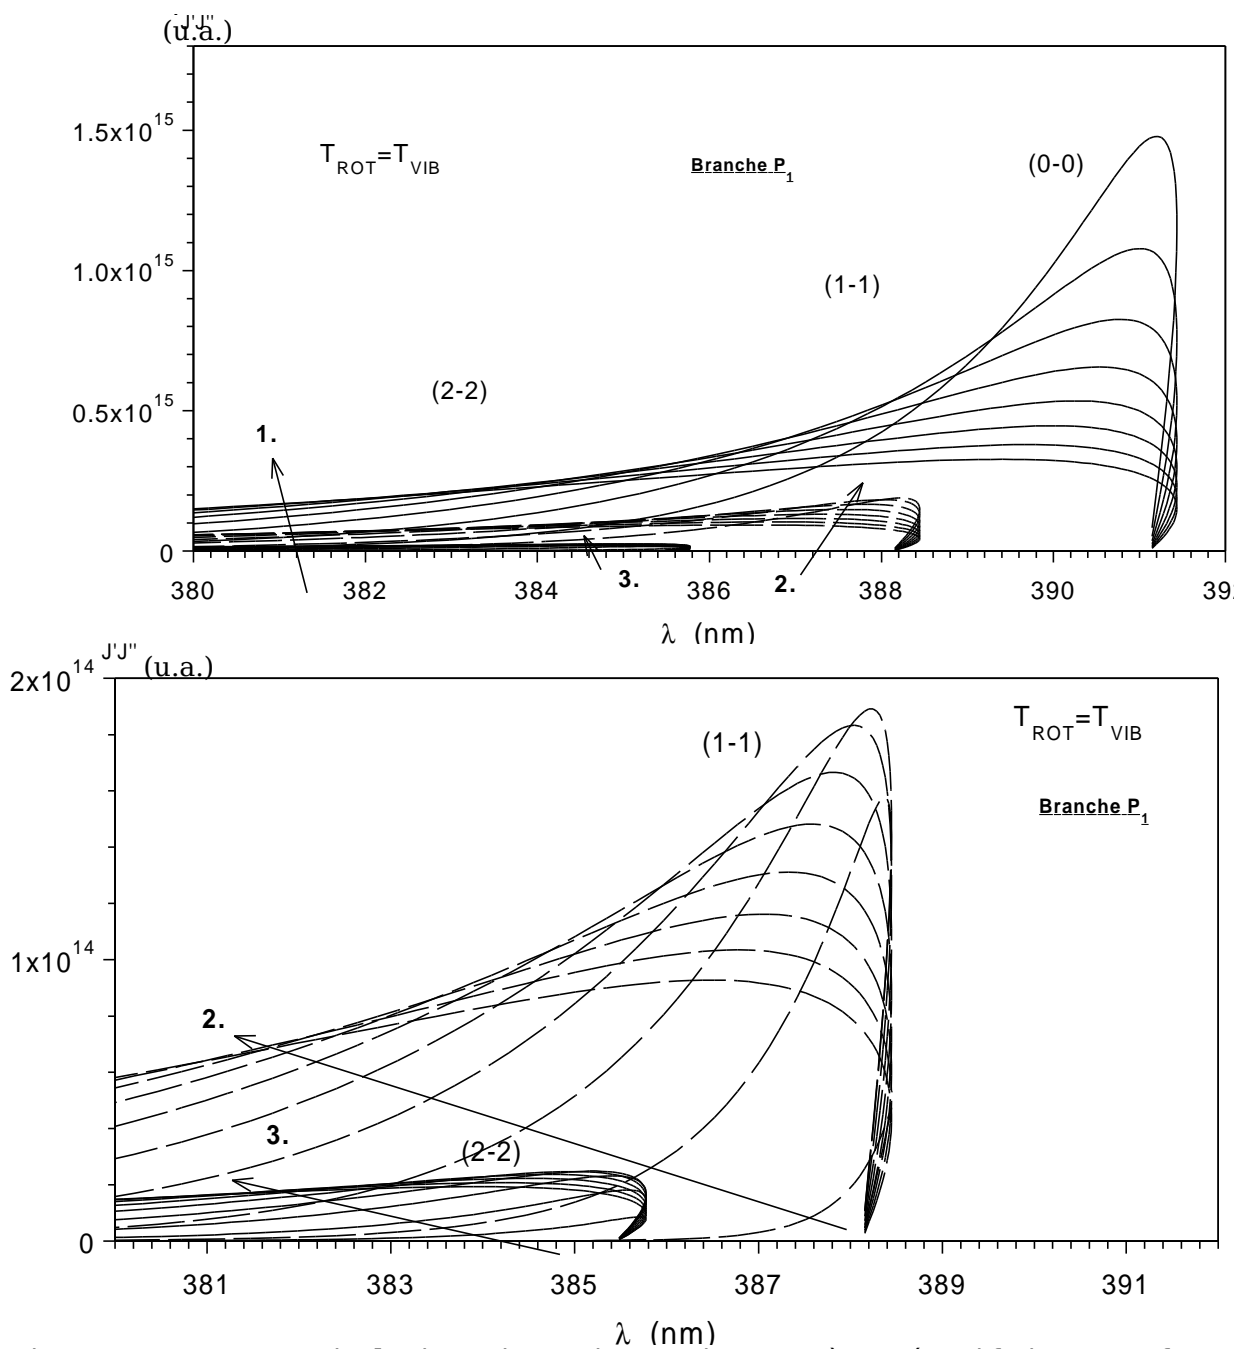 J'J''
(u.a.)
1.5x10^15
1.0x10^15
0.5x10^15
0
T_ROT=T_VIB
Branche P_1
(0-0)
(1-1)
(2-2)
1.
3.
2.
380 382 384 386 388 390
λ (nm)
J'J'' (u.a.)
2x10^14
1x10^14
0
T_ROT=T_VIB
(1-1)
Branche P_1
2.
3.
(2-2)
381 383 385 387 389 391
λ (nm)